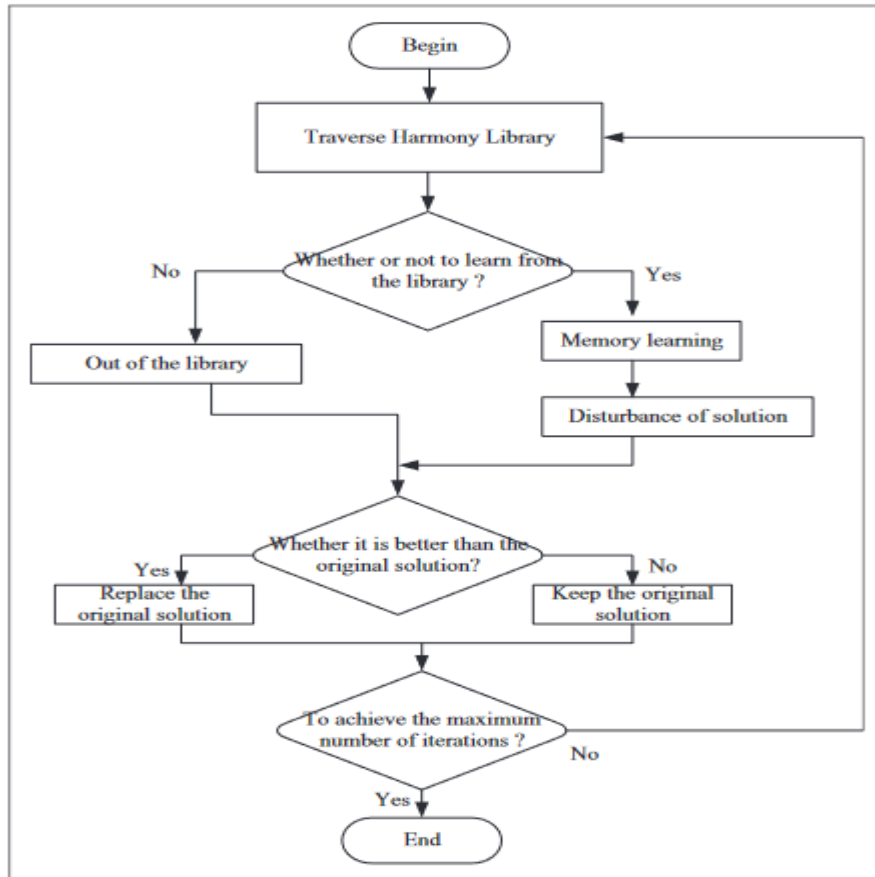 Begin
Traverse Harmony Library
Whether or not to learn from
the library ?
No
Yes
Out of the library
Memory learning
Disturbance of solution
Whether it is better than the
original solution?
Yes
No
Replace the
original solution
Keep the original
solution
To achieve the maximum
number of iterations ?
No
Yes
End